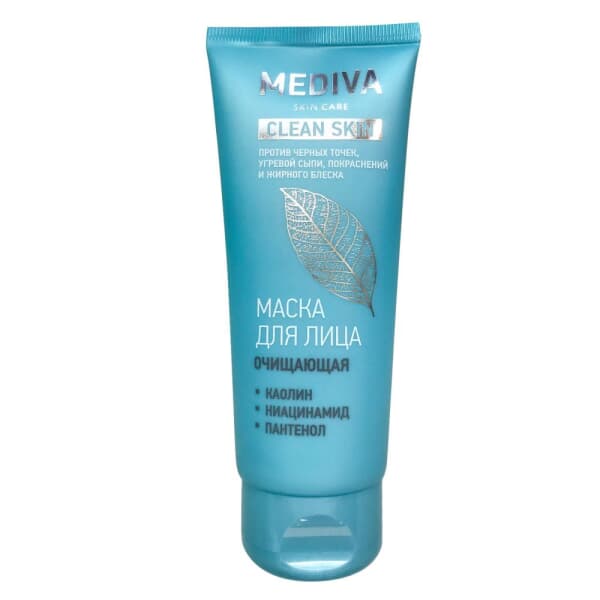 MEDIVA
SKIN CARE
CLEAN SKIN
ПРОТИВ ЧЕРНЫХ ТОЧЕК,
УГРЕВОЙ СЫПИ, ПОКРАСНЕНИЙ
И ЖИРНОГО БЛЕСКА
МАСКА
ДЛЯ ЛИЦА
ОЧИЩАЮЩАЯ
• КАОЛИН
• НИАЦИНАМИД
• ПАНТЕНОЛ